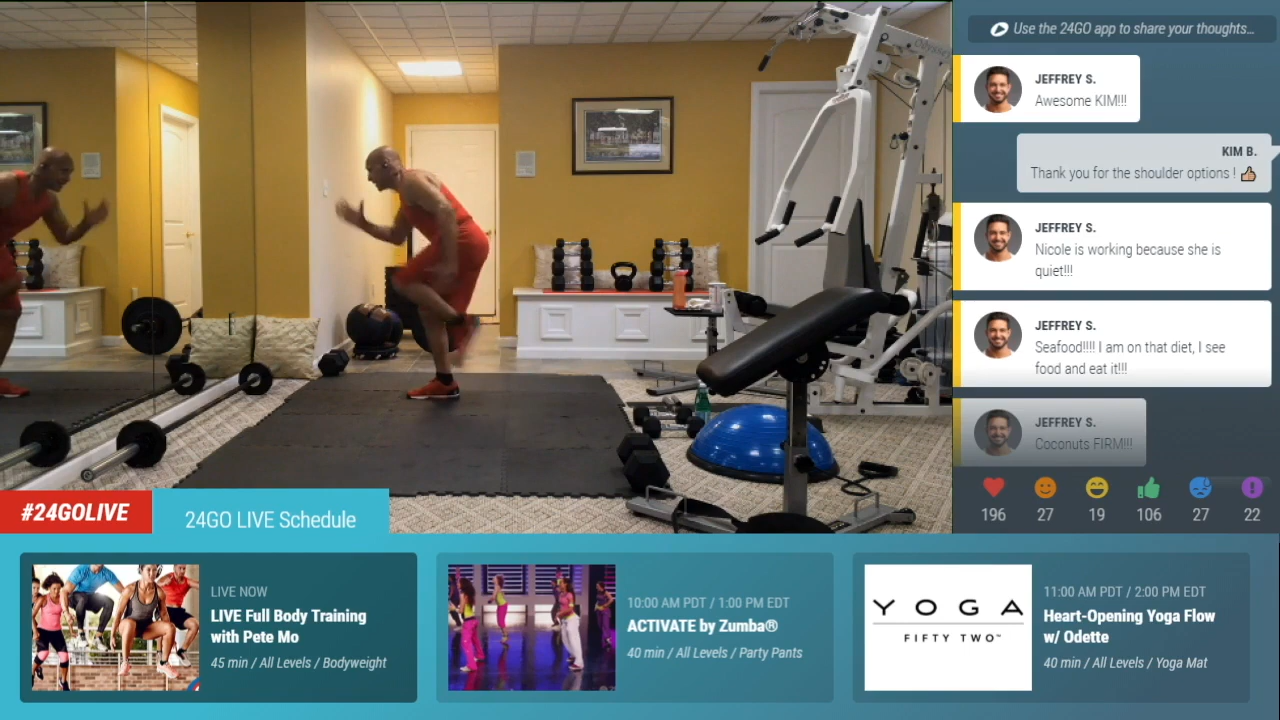 Use the 24GO app to share your thoughts...
JEFFREY S.
Awesome KIM!!!
KIM B.
Thank you for the shoulder options ! 👍🏼
JEFFREY S.
Nicole is working because she is
quiet!!!
JEFFREY S.
Seafood!!!! I am on that diet, I see
food and eat it!!!
JEFFREY S.
Coconuts FIRM!!!
196 27 19 106 27 22
#24GOLIVE
24GO LIVE Schedule
LIVE NOW
LIVE Full Body Training
with Pete Mo
45 min / All Levels / Bodyweight
10:00 AM PDT / 1:00 PM EDT
ACTIVATE by Zumba®
40 min / All Levels / Party Pants
YOGA
FIFTY TWO™
11:00 AM PDT / 2:00 PM EDT
Heart-Opening Yoga Flow
w/ Odette
40 min / All Levels / Yoga Mat